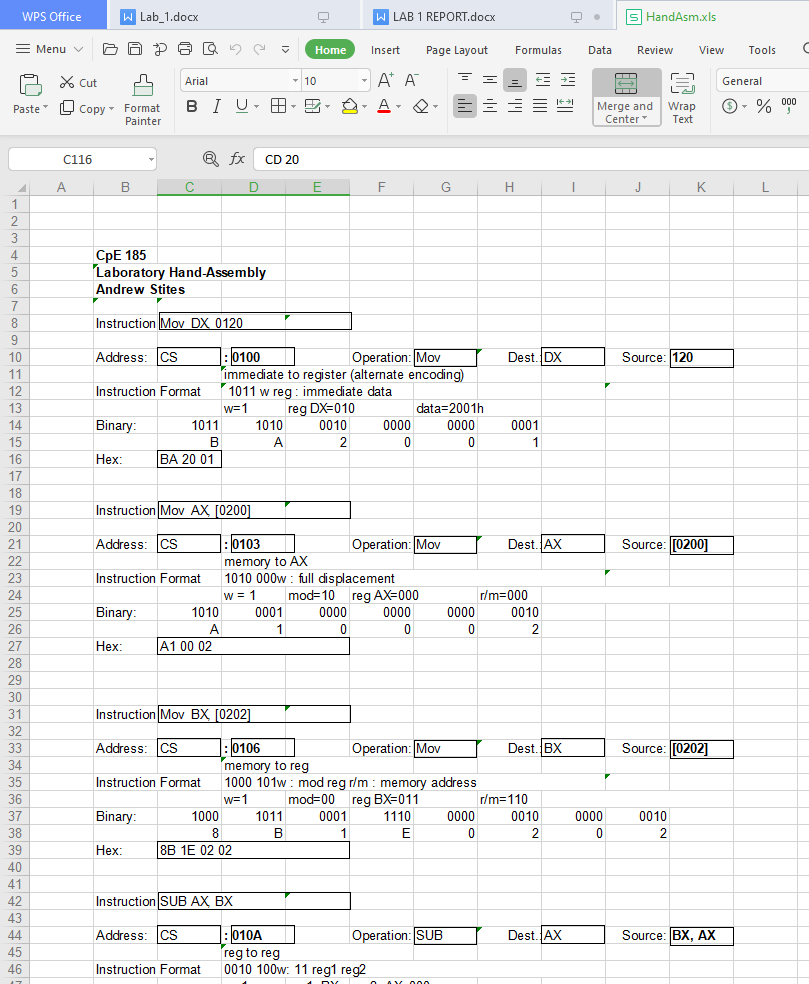 WPS Office Lab_1.docx LAB 1 REPORT.docx HandAsm.xls
Menu Home Insert Page Layout Formulas Data Review View Tools
Paste Cut Copy Format Painter Arial 10 A+ A- B I U A Merge and Center Wrap Text General $ % 000
C116 fx CD 20
A B C D E F G H I J K L
1
2
3
4 CpE 185
5 Laboratory Hand-Assembly
6 Andrew Stites
7
8 Instruction Mov DX, 0120
9
10 Address: CS : 0100 Operation: Mov Dest.: DX Source: 120
11 immediate to register (alternate encoding)
12 Instruction Format 1011 w reg : immediate data
13 w=1 reg DX=010 data=2001h
14 Binary: 1011 1010 0010 0000 0000 0001
15 B A 2 0 0 1
16 Hex: BA 20 01
17
18
19 Instruction Mov AX, [0200]
20
21 Address: CS : 0103 Operation: Mov Dest.: AX Source: [0200]
22 memory to AX
23 Instruction Format 1010 000w : full displacement
24 w = 1 mod=10 reg AX=000 r/m=000
25 Binary: 1010 0001 0000 0000 0000 0010
26 A 1 0 0 0 2
27 Hex: A1 00 02
28
29
30
31 Instruction Mov BX, [0202]
32
33 Address: CS : 0106 Operation: Mov Dest.: BX Source: [0202]
34 memory to reg
35 Instruction Format 1000 101w : mod reg r/m : memory address
36 w=1 mod=00 reg BX=011 r/m=110
37 Binary: 1000 1011 0001 1110 0000 0010 0000 0010
38 8 B 1 E 0 2 0 2
39 Hex: 8B 1E 02 02
40
41
42 Instruction SUB AX, BX
43
44 Address: CS : 010A Operation: SUB Dest.: AX Source: BX, AX
45 reg to reg
46 Instruction Format 0010 100w: 11 reg1 reg2